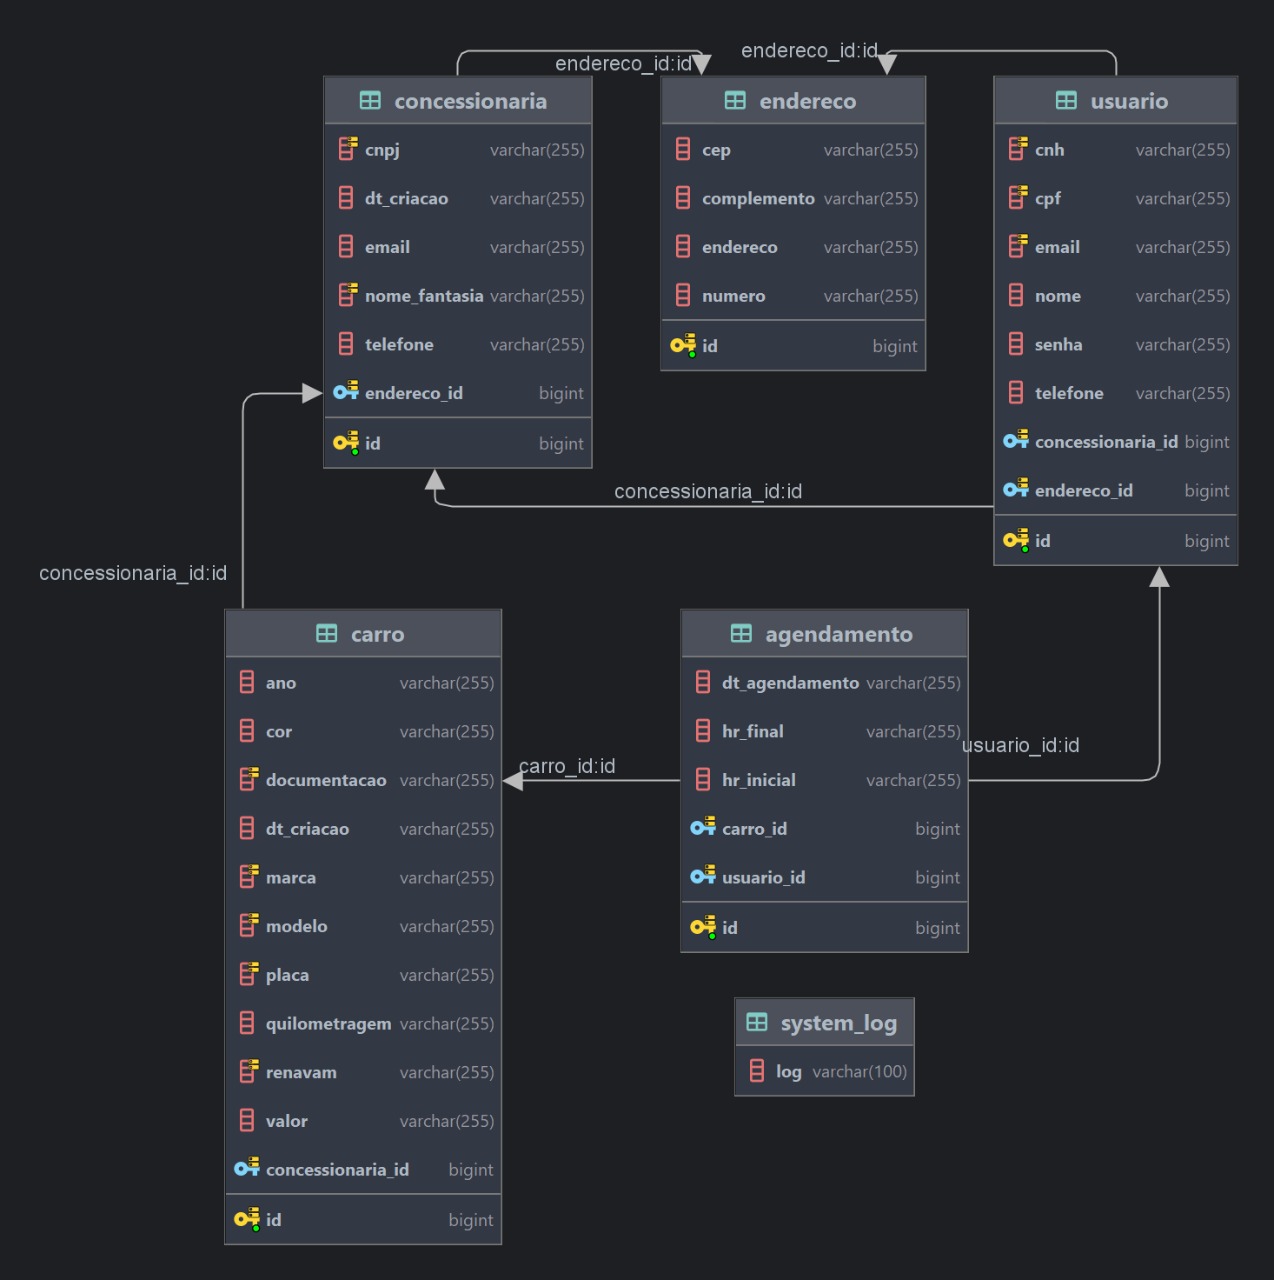 endereco_id:id
endereco_id:id
concessionaria
cnpj varchar(255)
dt_criacao varchar(255)
email varchar(255)
nome_fantasia varchar(255)
telefone varchar(255)
endereco_id bigint
id bigint
endereco
cep varchar(255)
complemento varchar(255)
endereco varchar(255)
numero varchar(255)
id bigint
usuario
cnh varchar(255)
cpf varchar(255)
email varchar(255)
nome varchar(255)
senha varchar(255)
telefone varchar(255)
concessionaria_id bigint
endereco_id bigint
id bigint
concessionaria_id:id
concessionaria_id:id
carro
ano varchar(255)
cor varchar(255)
documentacao varchar(255)
dt_criacao varchar(255)
marca varchar(255)
modelo varchar(255)
placa varchar(255)
quilometragem varchar(255)
renavam varchar(255)
valor varchar(255)
concessionaria_id bigint
id bigint
carro_id:id
agendamento
dt_agendamento varchar(255)
hr_final varchar(255)
hr_inicial varchar(255)
carro_id bigint
usuario_id bigint
id bigint
usuario_id:id
system_log
log varchar(100)